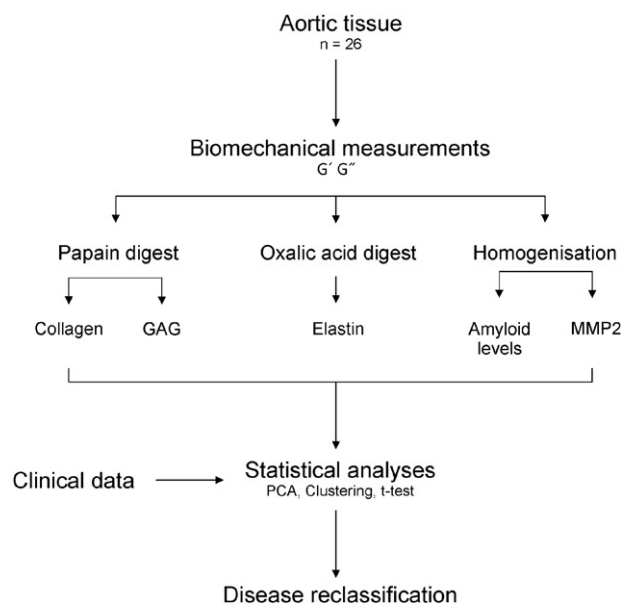 Aortic tissue
n = 26
Biomechanical measurements
G′ G″
Papain digest
Oxalic acid digest
Homogenisation
Collagen
GAG
Elastin
Amyloid
levels
MMP2
Clinical data
Statistical analyses
PCA, Clustering, t-test
Disease reclassification